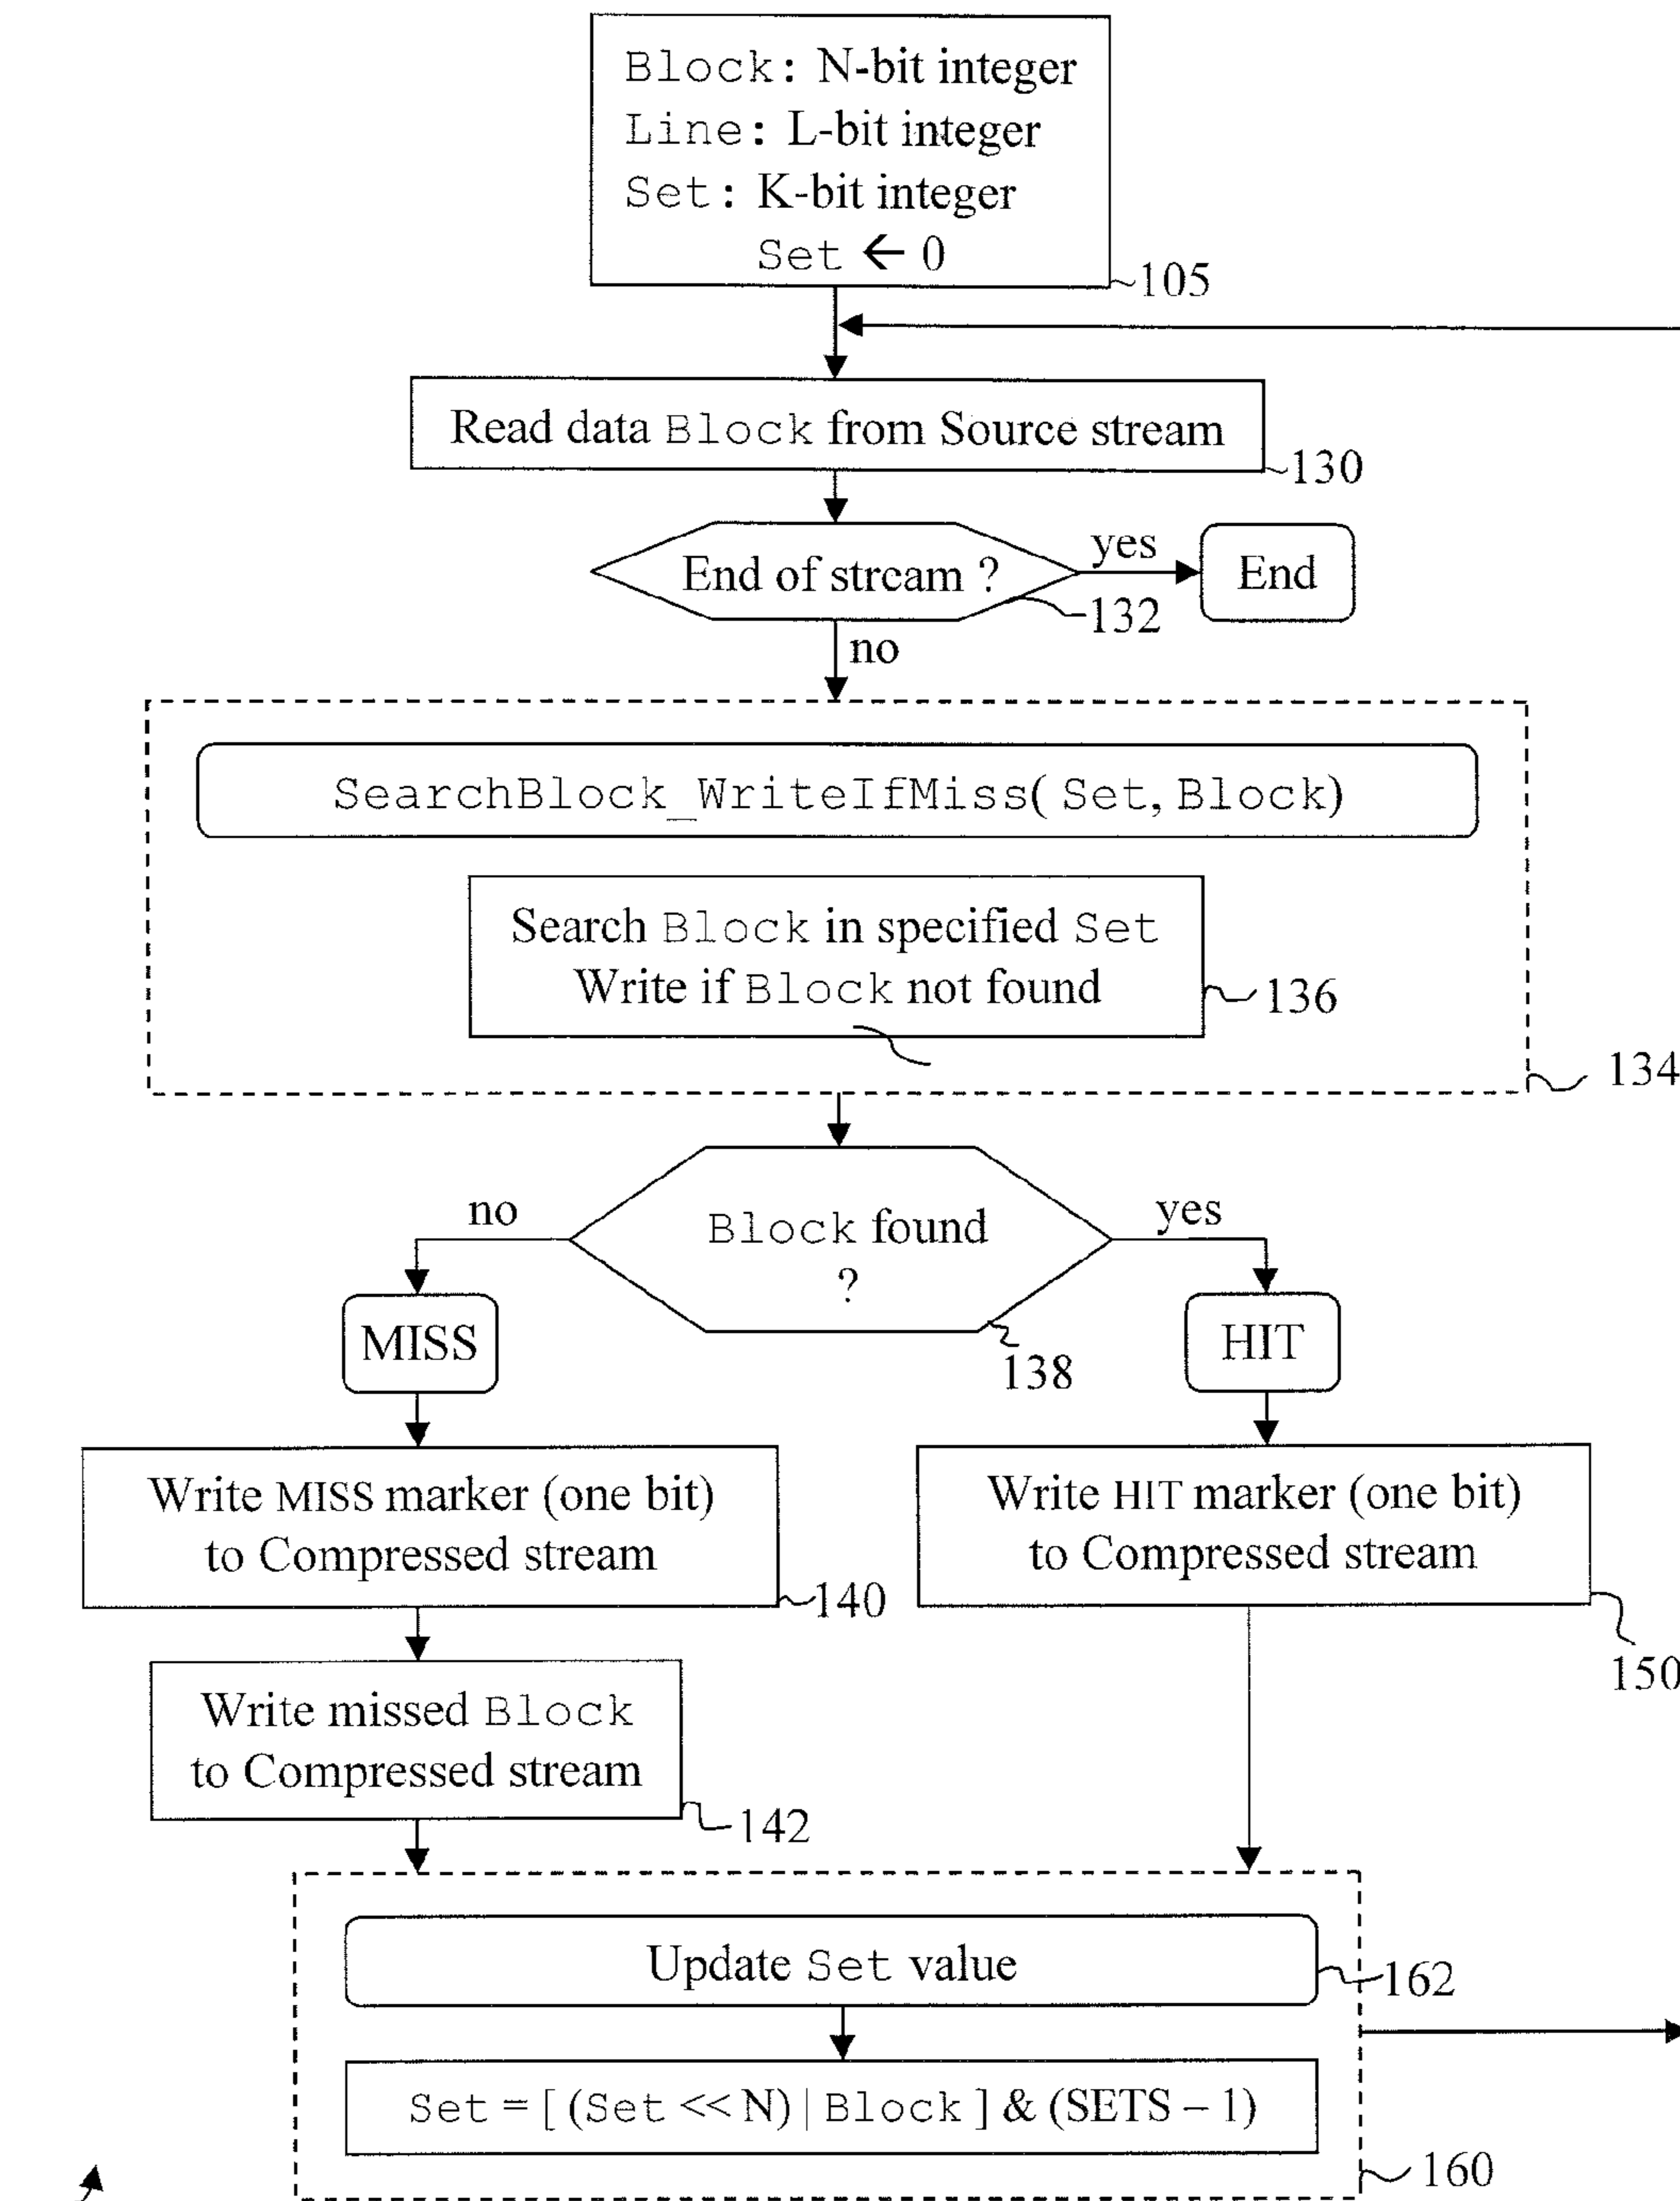 Block: N-bit integer
Line: L-bit integer
Set: K-bit integer
Set ← 0
105
Read data Block from Source stream
130
End of stream ?
yes
End
132
no
SearchBlock_WriteIfMiss( Set, Block)
Search Block in specified Set
Write if Block not found
136
134
no
Block found
?
yes
MISS
138
HIT
Write MISS marker (one bit)
to Compressed stream
140
Write HIT marker (one bit)
to Compressed stream
150
Write missed Block
to Compressed stream
142
Update Set value
162
Set = [ (Set << N) | Block ] & (SETS – 1)
160